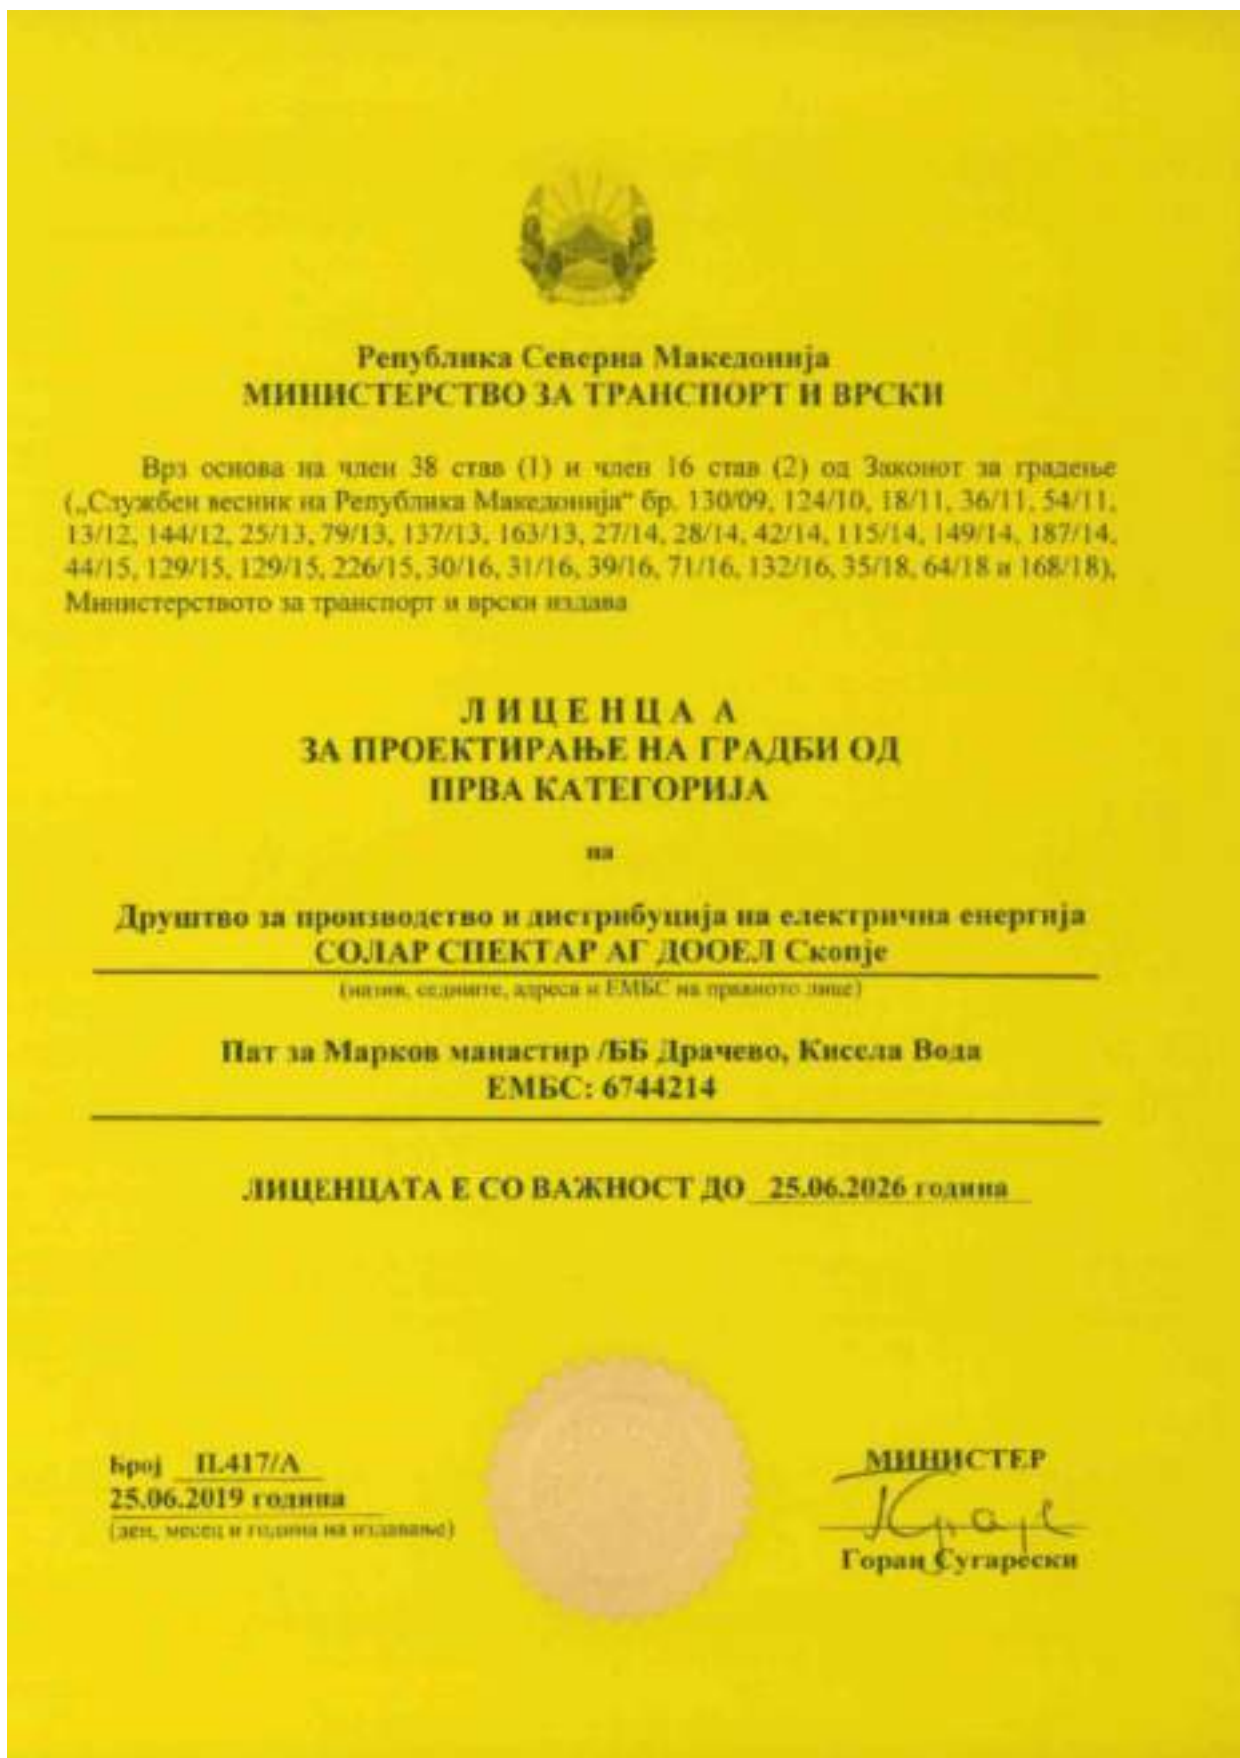 Република Северна Македонија
МИНИСТЕРСТВО ЗА ТРАНСПОРТ И ВРСКИ
Врз основа на член 38 став (1) и член 16 став (2) од Законот за градење
(„Службен весник на Република Македонија“ бр. 130/09, 124/10, 18/11, 36/11, 54/11,
13/12, 144/12, 25/13, 79/13, 137/13, 163/13, 27/14, 28/14, 42/14, 115/14, 149/14, 187/14,
44/15, 129/15, 129/15, 226/15, 30/16, 31/16, 39/16, 71/16, 132/16, 35/18, 64/18 и 168/18),
Министерството за транспорт и врски издава
Л И Ц Е Н Ц А А
ЗА ПРОЕКТИРАЊЕ НА ГРАДБИ ОД
ПРВА КАТЕГОРИЈА
на
Друштво за производство и дистрибуција на електрична енергија
СОЛАР СПЕКТАР АГ ДООЕЛ Скопје
(назив, седиште, адреса и ЕМБС на правното лице)
Пат за Марков манастир /ББ Драчево, Кисела Вода
ЕМБС: 6744214
ЛИЦЕНЦАТА Е СО ВАЖНОСТ ДО 25.06.2026 година
Број П.417/А
25.06.2019 година
(ден, месец и година на издавање)
МИНИСТЕР
Горан Сугарески